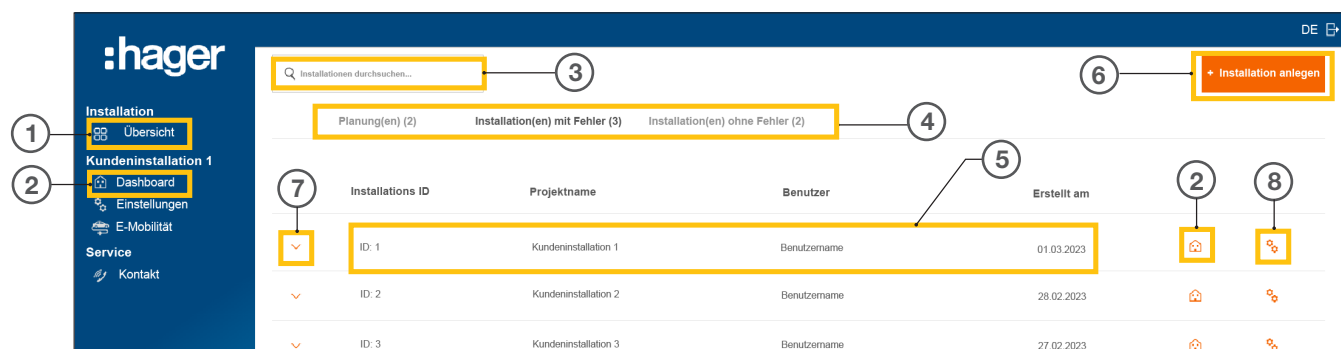 DE
:hager
Installationen durchsuchen...
3
6
+ Installation anlegen
Installation
1
Übersicht
Planung(en) (2)
Installation(en) mit Fehler (3)
Installation(en) ohne Fehler (2)
4
Kundeninstallation 1
2
Dashboard
Einstellungen
E-Mobilität
Service
Kontakt
5
7
Installations ID
Projektname
Benutzer
Erstellt am
2
8
ID: 1
Kundeninstallation 1
Benutzername
01.03.2023
ID: 2
Kundeninstallation 2
Benutzername
28.02.2023
ID: 3
Kundeninstallation 3
Benutzername
27.02.2023